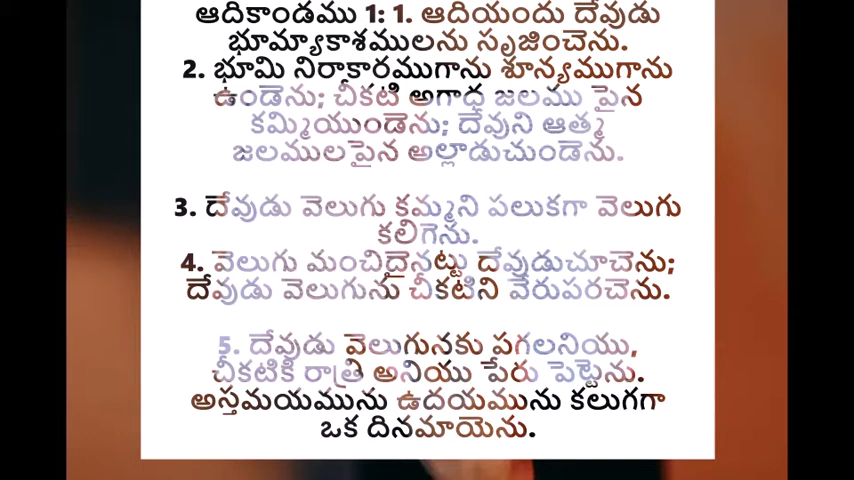 ఆదికాండము 1: 1. ఆదియందు దేవుడు
భూమ్యాకాశములను సృజించెను.
2. భూమి నిరాకారముగాను శూన్యముగాను
ఉండెను; చీకటి అగాధ జలము పైన
కమ్మియుండెను; దేవుని ఆత్మ
జలములపైన అల్లాడుచుండెను.
3. దేవుడు వెలుగు కమ్మని పలుకగా వెలుగు
కలిగెను.
4. వెలుగు మంచిదైనట్టు దేవుడుచూచెను;
దేవుడు వెలుగును చీకటిని వేరుపరచెను.
5. దేవుడు వెలుగునకు పగలనియు,
చీకటికి రాత్రి అనియు పేరు పెట్టెను.
అస్తమయమును ఉదయమును కలుగగా
ఒక దినమాయెను.